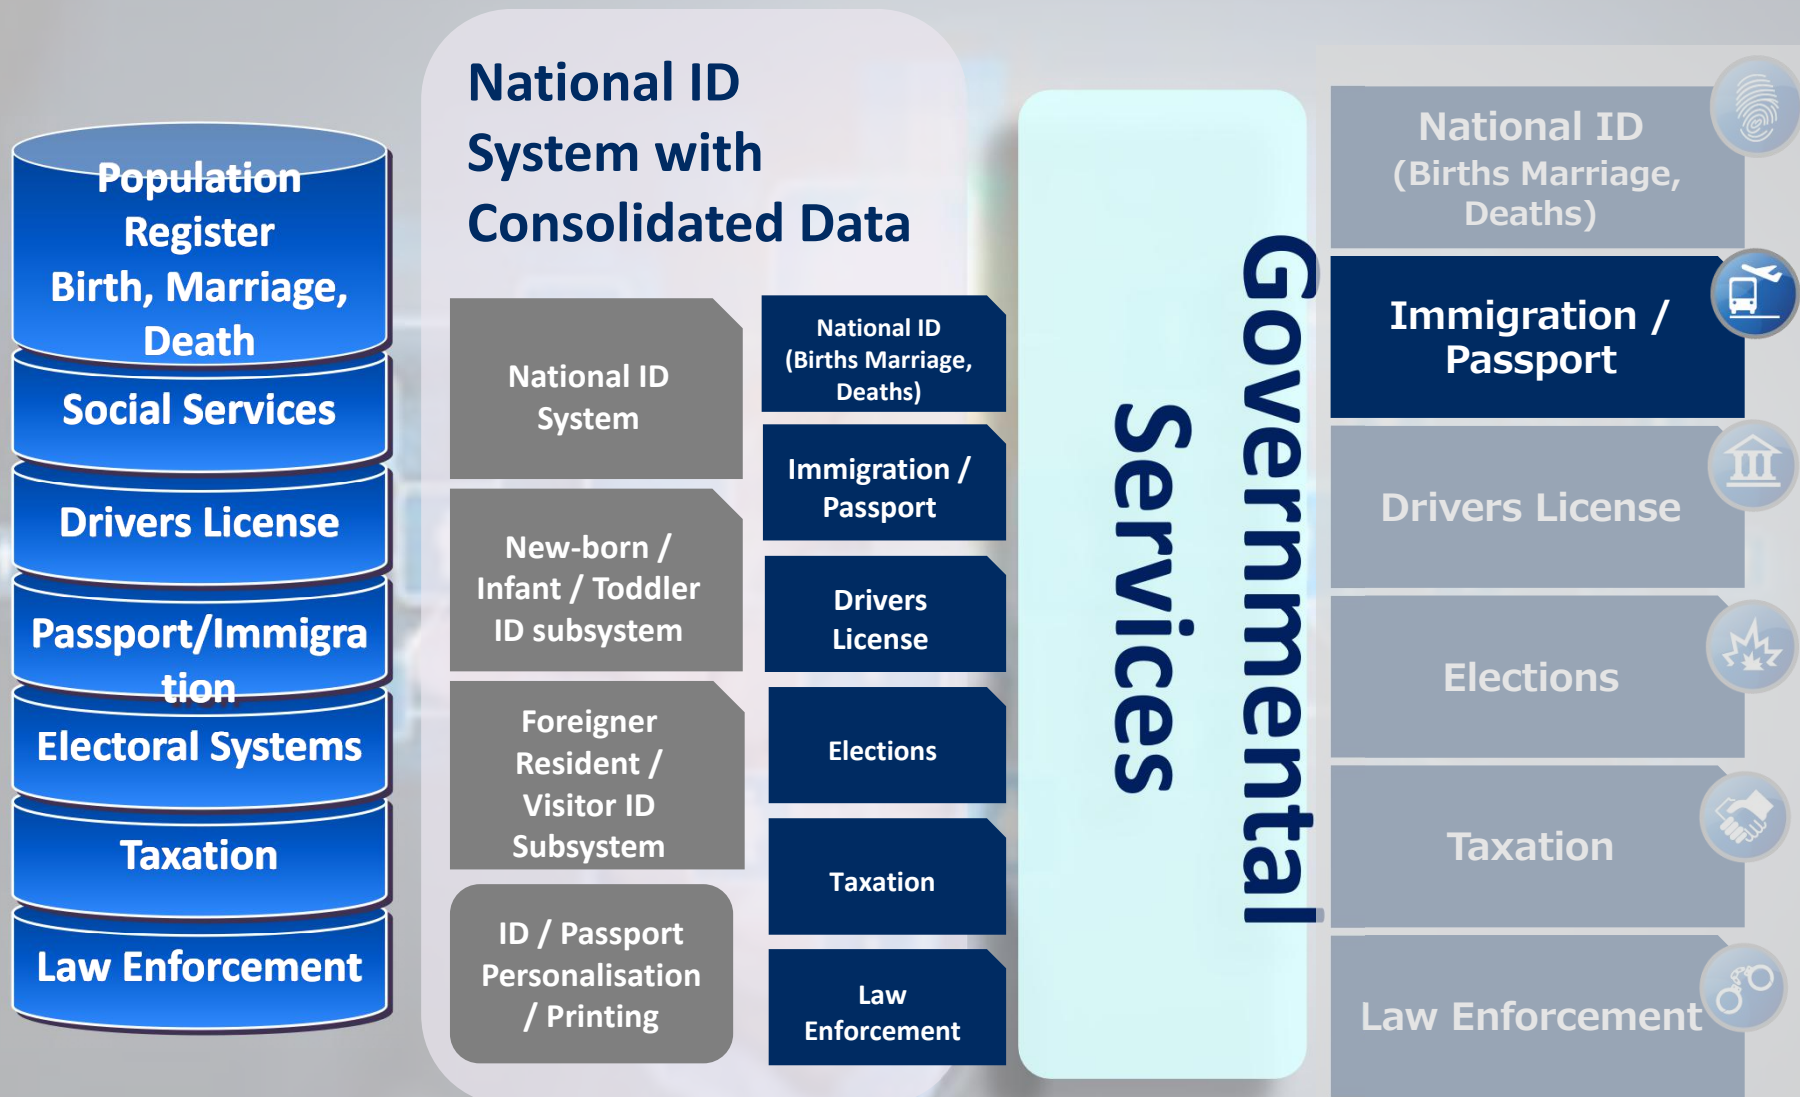 Population
Register
Birth, Marriage,
Death
Social Services
Drivers License
Passport/Immigra
tion
Electoral Systems
Taxation
Law Enforcement
National ID
System with
Consolidated Data
National ID
System
New-born /
Infant / Toddler
ID subsystem
Foreigner
Resident /
Visitor ID
Subsystem
ID / Passport
Personalisation
/ Printing
National ID
(Births Marriage,
Deaths)
Immigration /
Passport
Drivers
License
Elections
Taxation
Law
Enforcement
Governmental
Services
National ID
(Births Marriage,
Deaths)
Immigration /
Passport
Drivers License
Elections
Taxation
Law Enforcement